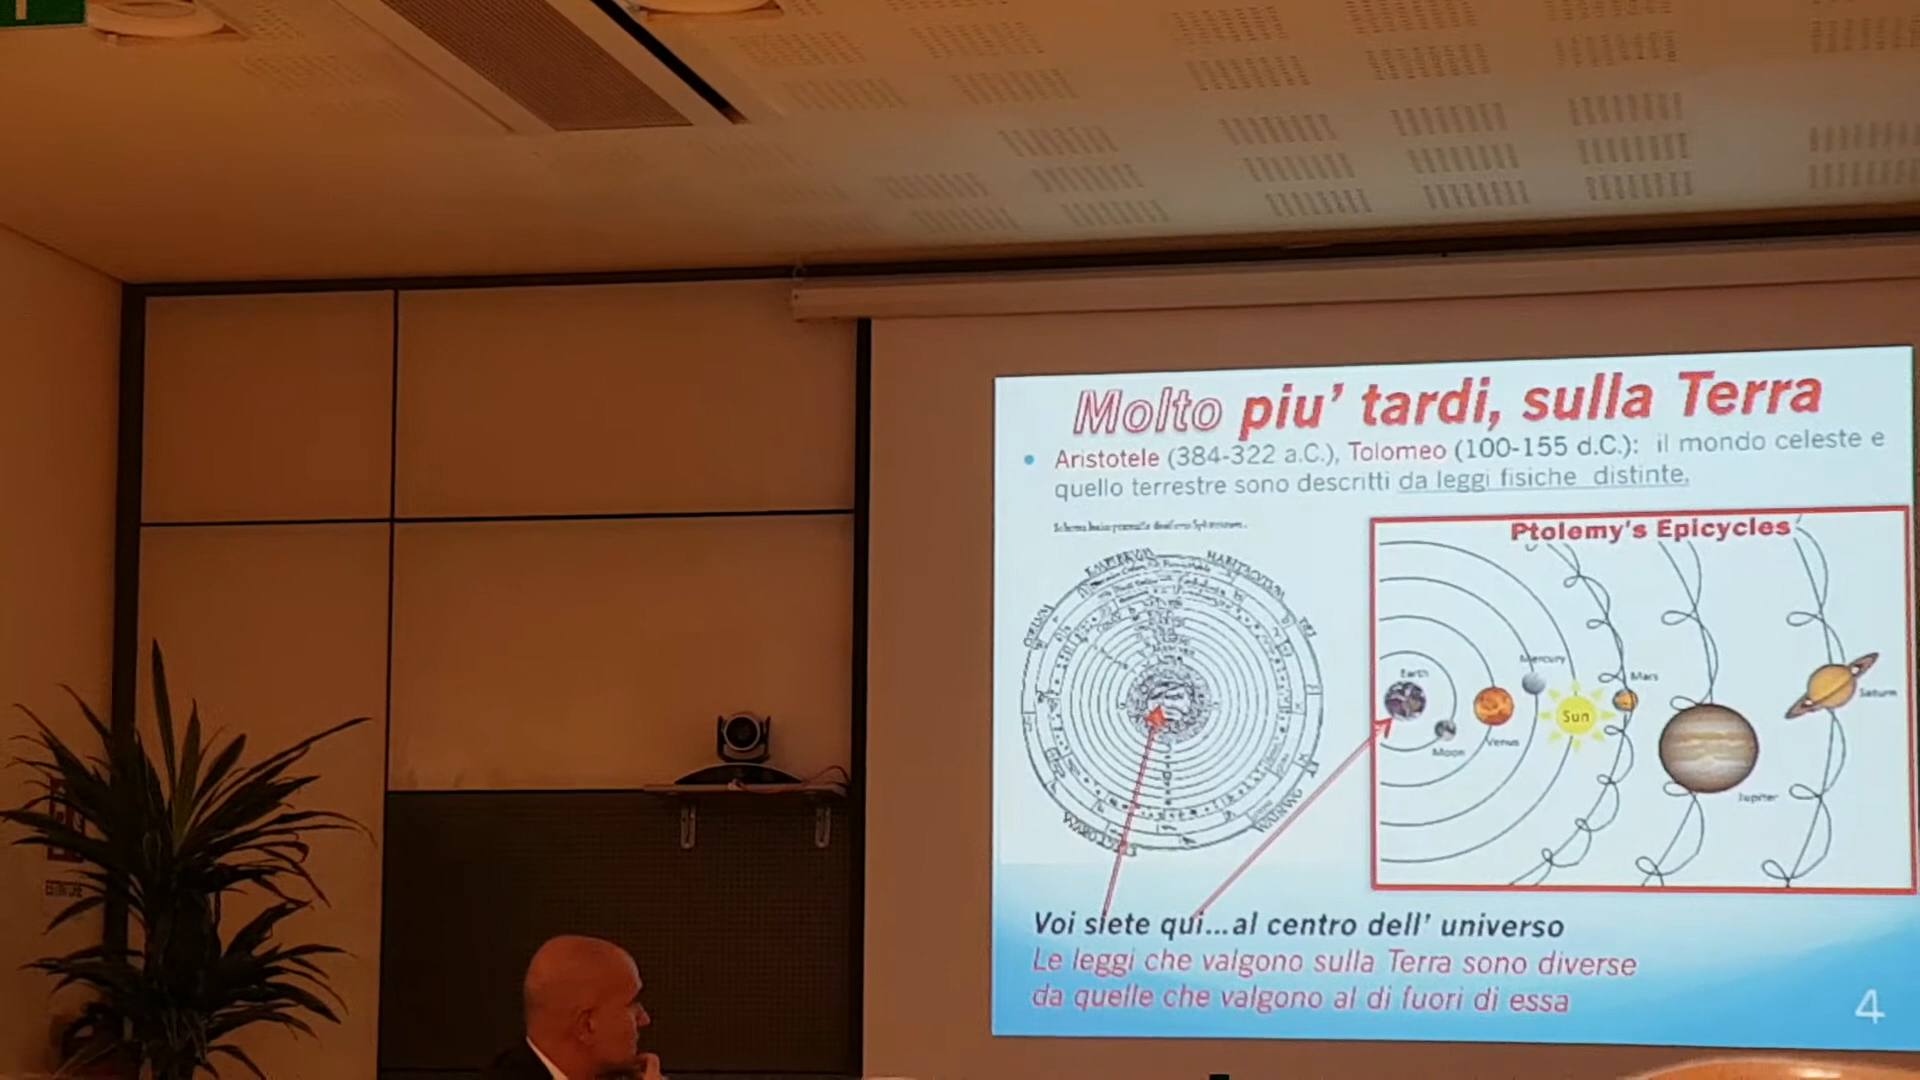 Molto piu' tardi, sulla Terra
• Aristotele (384-322 a.C.), Tolomeo (100-155 d.C.): il mondo celeste e
quello terrestre sono descritti da leggi fisiche distinte.
Ptolemy's Epicycles
Earth
Moon
Venus
Mercury
Sun
Mars
Jupiter
Saturn
Voi siete qui...al centro dell' universo
Le leggi che valgono sulla Terra sono diverse
da quelle che valgono al di fuori di essa
4